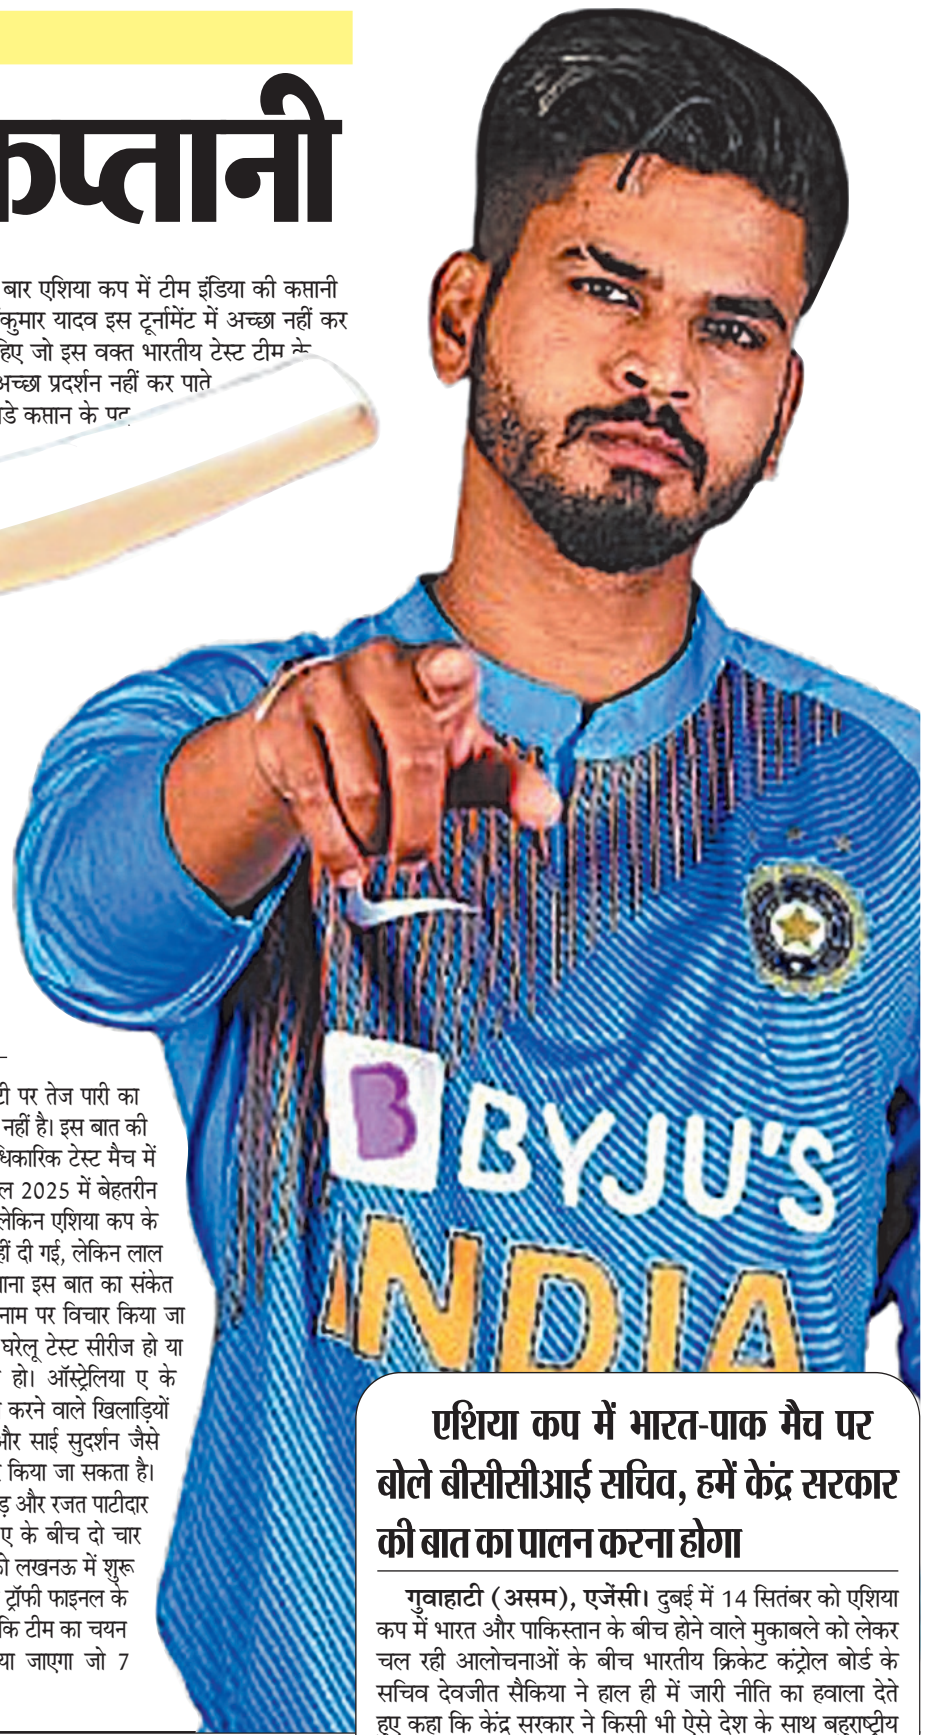 कप्तानी
बार एशिया कप में टीम इंडिया की कप्तानी
कुमार यादव इस टूर्नामेंट में अच्छा नहीं कर
हिए जो इस वक्त भारतीय टेस्ट टीम के
अच्छा प्रदर्शन नहीं कर पाते
डे कप्तान के पद
टी पर तेज पारी का
नहीं है। इस बात की
धिकारिक टेस्ट मैच में
ल 2025 में बेहतरीन
लेकिन एशिया कप के
हीं दी गई, लेकिन लाल
ाना इस बात का संकेत
नाम पर विचार किया जा
घरेलू टेस्ट सीरीज हो या
हो। ऑस्ट्रेलिया ए के
करने वाले खिलाड़ियों
और साई सुदर्शन जैसे
किया जा सकता है।
ड़ और रजत पाटीदार
ए के बीच दो चार
को लखनऊ में शुरू
ट्रॉफी फाइनल के
कि टीम का चयन
या जाएगा जो 7
B BYJU'S
INDIA
एशिया कप में भारत-पाक मैच पर
बोले बीसीसीआई सचिव, हमें केंद्र सरकार
की बात का पालन करना होगा
गुवाहाटी (असम), एजेंसी। दुबई में 14 सितंबर को एशिया
कप में भारत और पाकिस्तान के बीच होने वाले मुकाबले को लेकर
चल रही आलोचनाओं के बीच भारतीय क्रिकेट कंट्रोल बोर्ड के
सचिव देवजीत सैकिया ने हाल ही में जारी नीति का हवाला देते
हुए कहा कि केंद्र सरकार ने किसी भी ऐसे देश के साथ बहुराष्ट्रीय